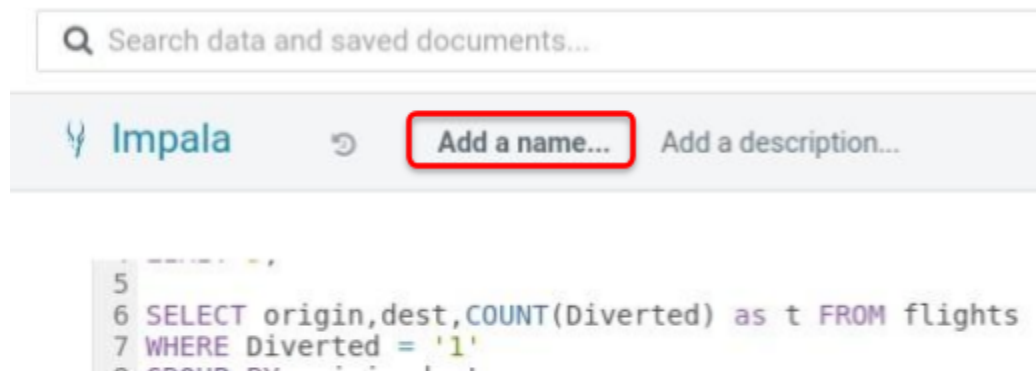 Search data and saved documents...
Impala Add a name... Add a description...
5
6 SELECT origin,dest,COUNT(Diverted) as t FROM flights
7 WHERE Diverted = '1'